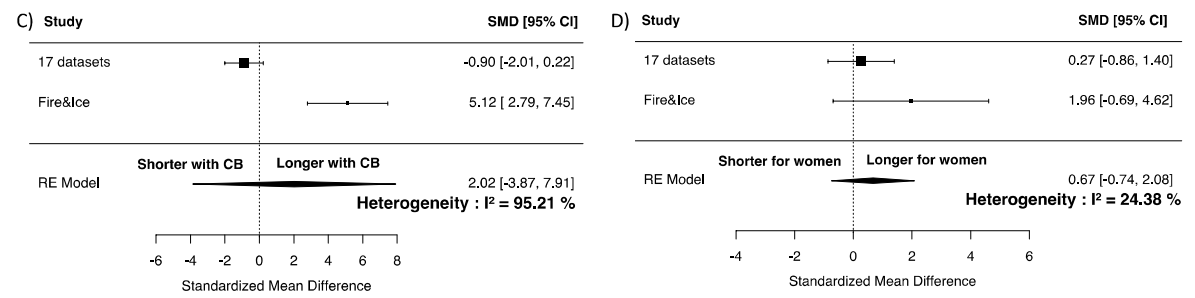 C) Study SMD [95% CI]
17 datasets -0.90 [-2.01, 0.22]
Fire&Ice 5.12 [ 2.79, 7.45]
Shorter with CB Longer with CB
RE Model 2.02 [-3.87, 7.91]
Heterogeneity : I² = 95.21 %
-6 -4 -2 0 2 4 6 8
Standardized Mean Difference
D) Study SMD [95% CI]
17 datasets 0.27 [-0.86, 1.40]
Fire&Ice 1.96 [-0.69, 4.62]
Shorter for women Longer for women
RE Model 0.67 [-0.74, 2.08]
Heterogeneity : I² = 24.38 %
-4 -2 0 2 4 6
Standardized Mean Difference